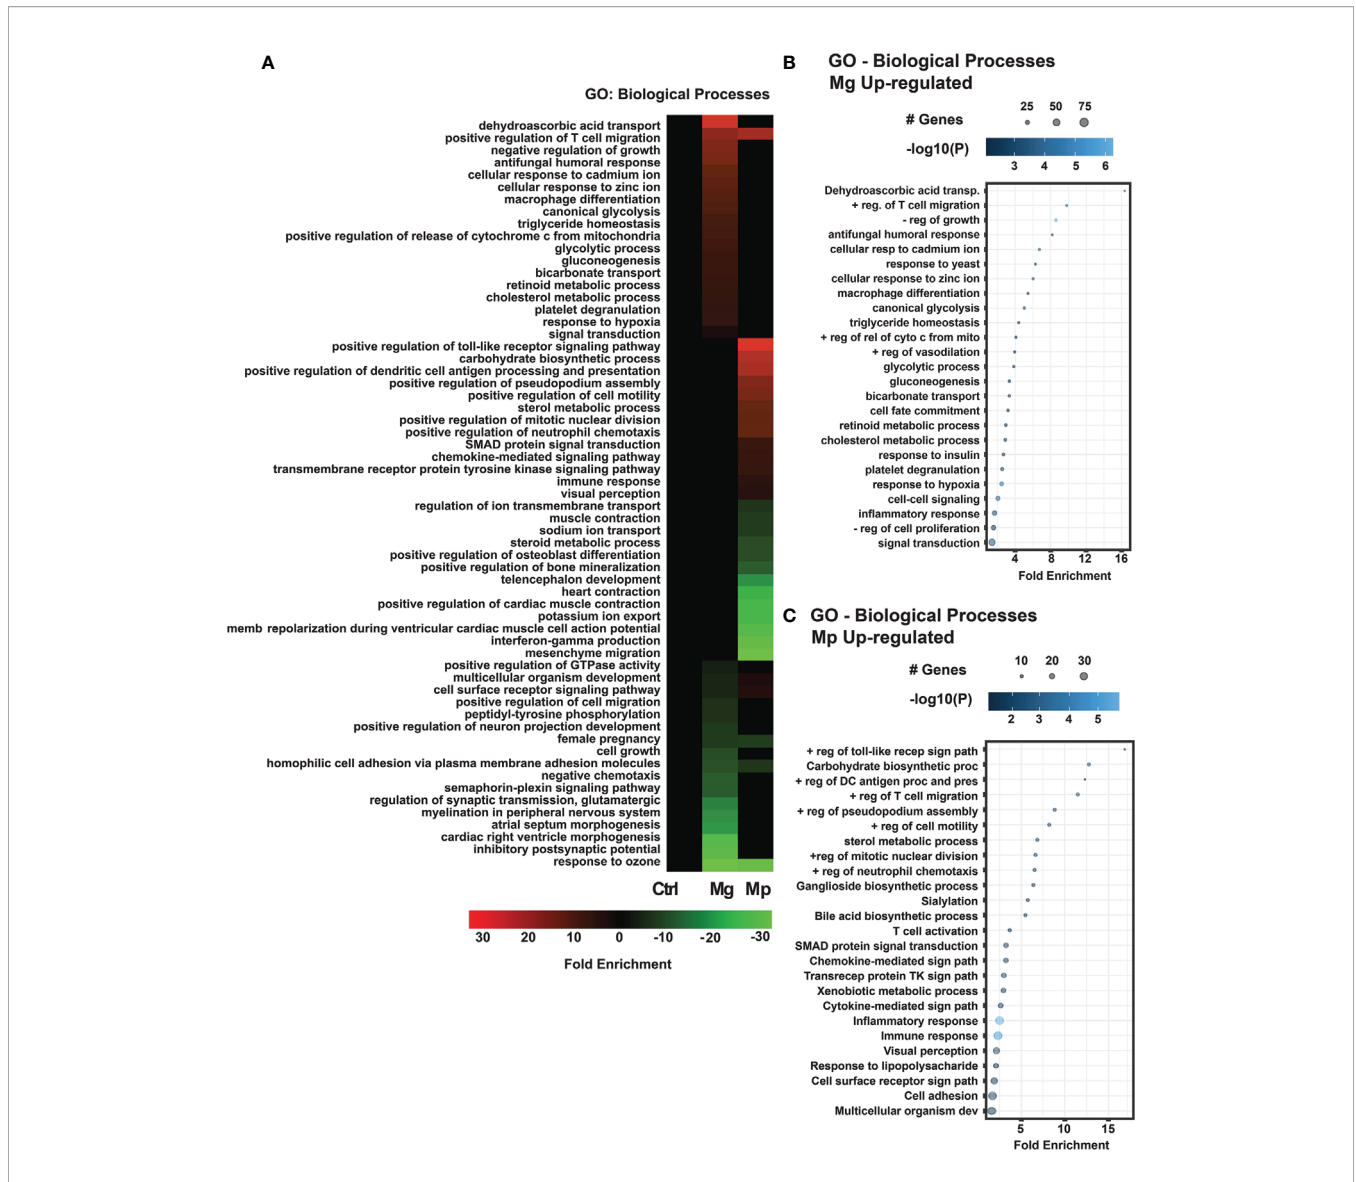 A
GO: Biological Processes
dehydroascorbic acid transport
positive regulation of T cell migration
negative regulation of growth
antifungal humoral response
cellular response to cadmium ion
cellular response to zinc ion
macrophage differentiation
canonical glycolysis
triglyceride homeostasis
positive regulation of release of cytochrome c from mitochondria
glycolytic process
gluconeogenesis
bicarbonate transport
retinoid metabolic process
cholesterol metabolic process
platelet degranulation
response to hypoxia
signal transduction
positive regulation of toll-like receptor signaling pathway
carbohydrate biosynthetic process
positive regulation of dendritic cell antigen processing and presentation
positive regulation of pseudopodium assembly
positive regulation of cell motility
sterol metabolic process
positive regulation of mitotic nuclear division
positive regulation of neutrophil chemotaxis
SMAD protein signal transduction
chemokine-mediated signaling pathway
transmembrane receptor protein tyrosine kinase signaling pathway
immune response
visual perception
regulation of ion transmembrane transport
muscle contraction
sodium ion transport
steroid metabolic process
positive regulation of osteoblast differentiation
positive regulation of bone mineralization
telencephalon development
heart contraction
positive regulation of cardiac muscle contraction
potassium ion export
memb repolarization during ventricular cardiac muscle cell action potential
interferon-gamma production
mesenchyme migration
positive regulation of GTPase activity
multicellular organism development
cell surface receptor signaling pathway
positive regulation of cell migration
peptidyl-tyrosine phosphorylation
positive regulation of neuron projection development
female pregnancy
cell growth
homophilic cell adhesion via plasma membrane adhesion molecules
negative chemotaxis
semaphorin-plexin signaling pathway
regulation of synaptic transmission, glutamatergic
myelination in peripheral nervous system
atrial septum morphogenesis
cardiac right ventricle morphogenesis
inhibitory postsynaptic potential
response to ozone
Ctrl Mg Mp
30 20 10 0 -10 -20 -30
Fold Enrichment
B GO - Biological Processes
Mg Up-regulated
25 50 75
# Genes
-log10(P)
3 4 5 6
Dehydroascorbic acid transp.
+ reg. of T cell migration
- reg of growth
antifungal humoral response
cellular resp to cadmium ion
response to yeast
cellular response to zinc ion
macrophage differentiation
canonical glycolysis
triglyceride homeostasis
+ reg of rel of cyto c from mito
+ reg of vasodilation
glycolytic process
gluconeogenesis
bicarbonate transport
cell fate commitment
retinoid metabolic process
cholesterol metabolic process
response to insulin
platelet degranulation
response to hypoxia
cell-cell signaling
inflammatory response
- reg of cell proliferation
signal transduction
4 8 12 16
Fold Enrichment
C GO - Biological Processes
Mp Up-regulated
10 20 30
# Genes
-log10(P)
2 3 4 5
+ reg of toll-like recep sign path
Carbohydrate biosynthetic proc
+ reg of DC antigen proc and pres
+ reg of T cell migration
+ reg of pseudopodium assembly
+ reg of cell motility
sterol metabolic process
+reg of mitotic nuclear division
+ reg of neutrophil chemotaxis
Ganglioside biosynthetic process
Sialylation
Bile acid biosynthetic process
T cell activation
SMAD protein signal transduction
Chemokine-mediated sign path
Transrecep protein TK sign path
Xenobiotic metabolic process
Cytokine-mediated sign path
Inflammatory response
Immune response
Visual perception
Response to lipopolysacharide
Cell surface receptor sign path
Cell adhesion
Multicellular organism dev
5 10 15
Fold Enrichment